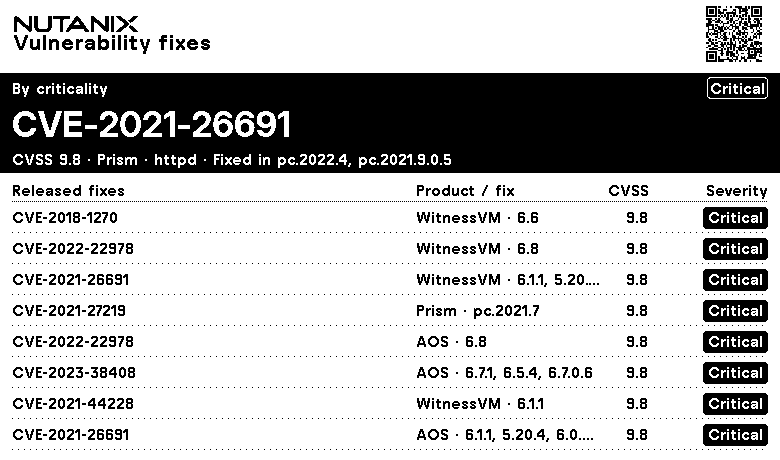 NUTANIX
Vulnerability fixes
By criticality Critical
CVE-2021-26691
CVSS 9.8 · Prism · httpd · Fixed in pc.2022.4, pc.2021.9.0.5
Released fixes Product / fix CVSS Severity
CVE-2018-1270 WitnessVM · 6.6 9.8 Critical
CVE-2022-22978 WitnessVM · 6.8 9.8 Critical
CVE-2021-26691 WitnessVM · 6.1.1, 5.20.... 9.8 Critical
CVE-2021-27219 Prism · pc.2021.7 9.8 Critical
CVE-2022-22978 AOS · 6.8 9.8 Critical
CVE-2023-38408 AOS · 6.7.1, 6.5.4, 6.7.0.6 9.8 Critical
CVE-2021-44228 WitnessVM · 6.1.1 9.8 Critical
CVE-2021-26691 AOS · 6.1.1, 5.20.4, 6.0.... 9.8 Critical